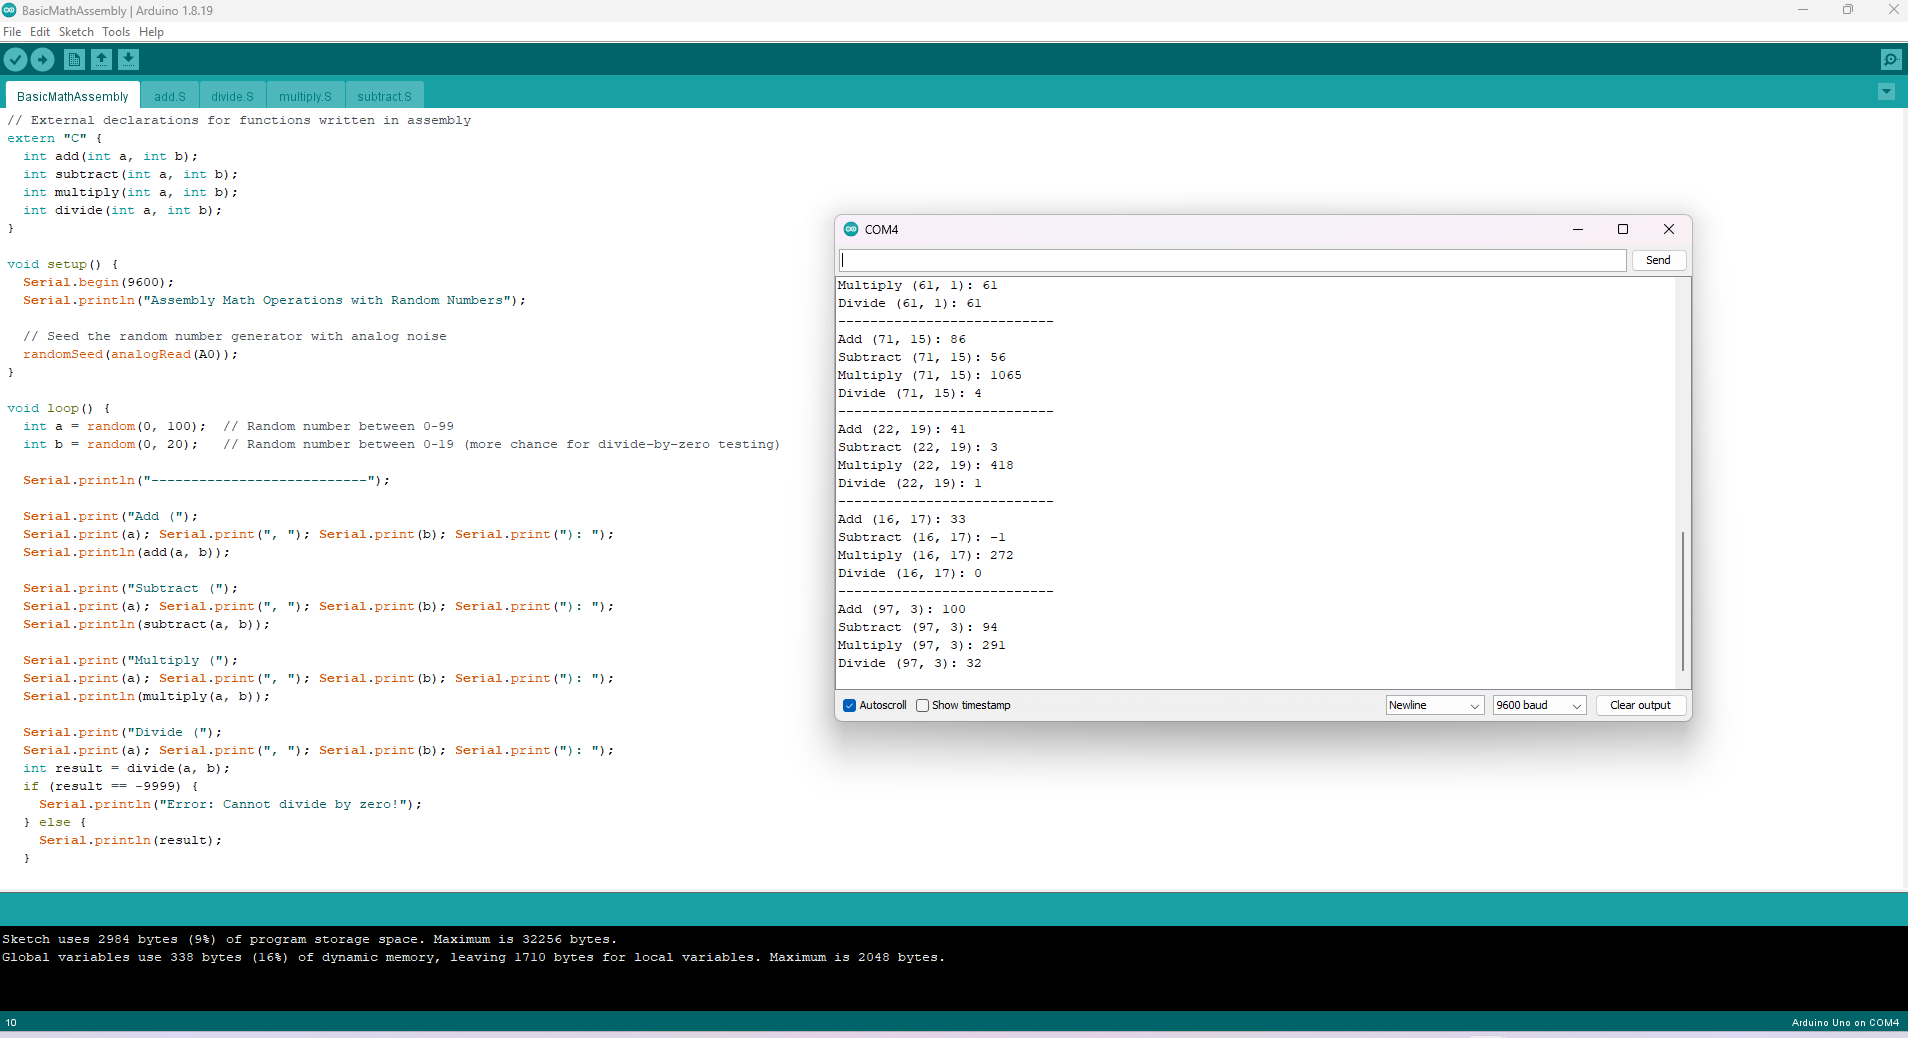 BasicMathAssembly | Arduino 1.8.19
File Edit Sketch Tools Help
BasicMathAssembly add.S divide.S multiply.S subtract.S
// External declarations for functions written in assembly
extern "C" {
  int add(int a, int b);
  int subtract(int a, int b);
  int multiply(int a, int b);
  int divide(int a, int b);
}
void setup() {
  Serial.begin(9600);
  Serial.println("Assembly Math Operations with Random Numbers");
  // Seed the random number generator with analog noise
  randomSeed(analogRead(A0));
}
void loop() {
  int a = random(0, 100);  // Random number between 0-99
  int b = random(0, 20);   // Random number between 0-19 (more chance for divide-by-zero testing)
  Serial.println("---------------------------");
  Serial.print("Add (");
  Serial.print(a); Serial.print(", "); Serial.print(b); Serial.print("): ");
  Serial.println(add(a, b));
  Serial.print("Subtract (");
  Serial.print(a); Serial.print(", "); Serial.print(b); Serial.print("): ");
  Serial.println(subtract(a, b));
  Serial.print("Multiply (");
  Serial.print(a); Serial.print(", "); Serial.print(b); Serial.print("): ");
  Serial.println(multiply(a, b));
  Serial.print("Divide (");
  Serial.print(a); Serial.print(", "); Serial.print(b); Serial.print("): ");
  int result = divide(a, b);
  if (result == -9999) {
    Serial.println("Error: Cannot divide by zero!");
  } else {
    Serial.println(result);
  }
COM4
Send
Multiply (61, 1): 61
Divide (61, 1): 61
---------------------------
Add (71, 15): 86
Subtract (71, 15): 56
Multiply (71, 15): 1065
Divide (71, 15): 4
---------------------------
Add (22, 19): 41
Subtract (22, 19): 3
Multiply (22, 19): 418
Divide (22, 19): 1
---------------------------
Add (16, 17): 33
Subtract (16, 17): -1
Multiply (16, 17): 272
Divide (16, 17): 0
---------------------------
Add (97, 3): 100
Subtract (97, 3): 94
Multiply (97, 3): 291
Divide (97, 3): 32
Autoscroll Show timestamp Newline 9600 baud Clear output
Sketch uses 2984 bytes (9%) of program storage space. Maximum is 32256 bytes.
Global variables use 338 bytes (16%) of dynamic memory, leaving 1710 bytes for local variables. Maximum is 2048 bytes.
10 Arduino Uno on COM4